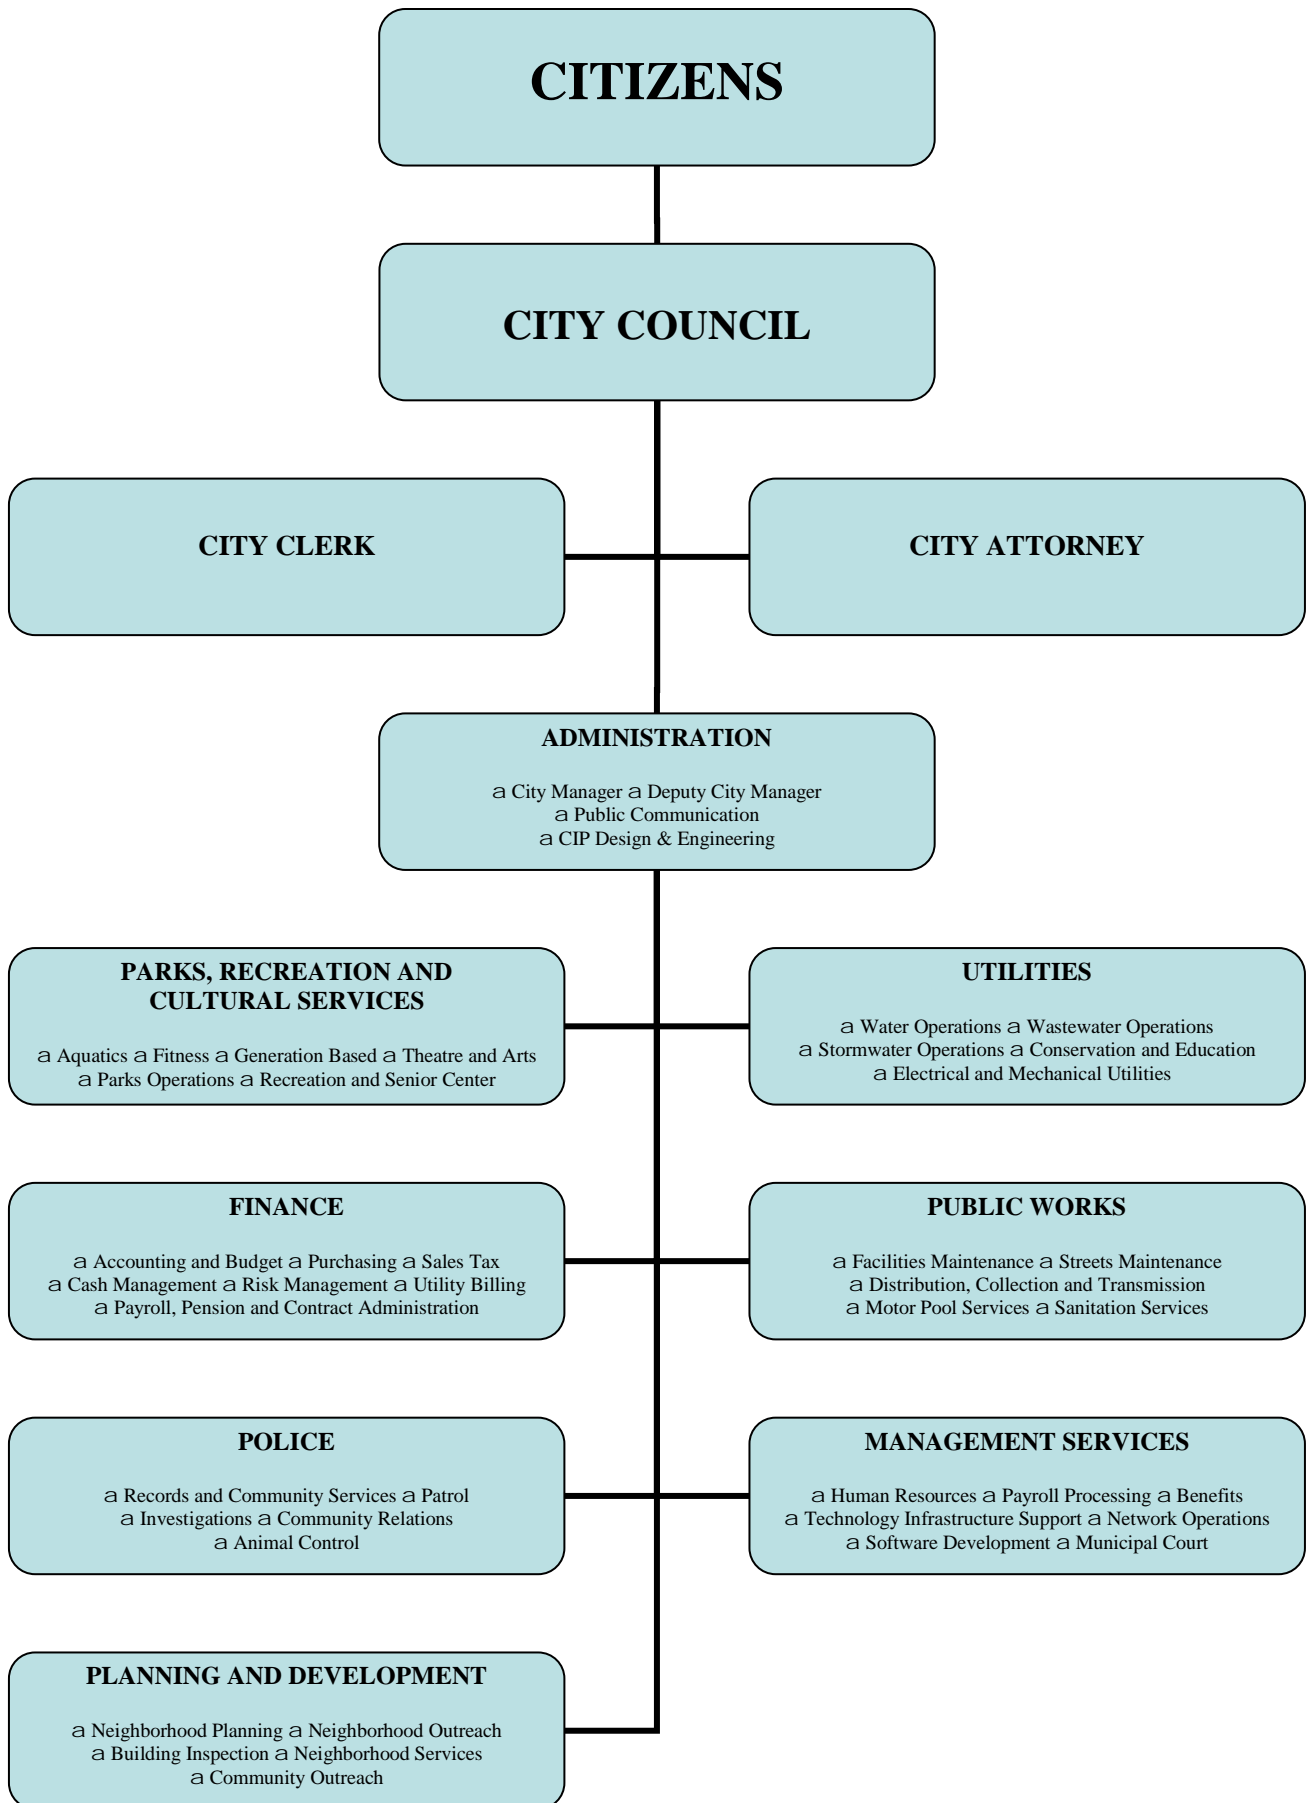 CITIZENS
CITY COUNCIL
CITY CLERK
CITY ATTORNEY
ADMINISTRATION
a City Manager a Deputy City Manager
a Public Communication
a CIP Design & Engineering
PARKS, RECREATION AND
CULTURAL SERVICES
a Aquatics a Fitness a Generation Based a Theatre and Arts
a Parks Operations a Recreation and Senior Center
UTILITIES
a Water Operations a Wastewater Operations
a Stormwater Operations a Conservation and Education
a Electrical and Mechanical Utilities
FINANCE
a Accounting and Budget a Purchasing a Sales Tax
a Cash Management a Risk Management a Utility Billing
a Payroll, Pension and Contract Administration
PUBLIC WORKS
a Facilities Maintenance a Streets Maintenance
a Distribution, Collection and Transmission
a Motor Pool Services a Sanitation Services
POLICE
a Records and Community Services a Patrol
a Investigations a Community Relations
a Animal Control
MANAGEMENT SERVICES
a Human Resources a Payroll Processing a Benefits
a Technology Infrastructure Support a Network Operations
a Software Development a Municipal Court
PLANNING AND DEVELOPMENT
a Neighborhood Planning a Neighborhood Outreach
a Building Inspection a Neighborhood Services
a Community Outreach